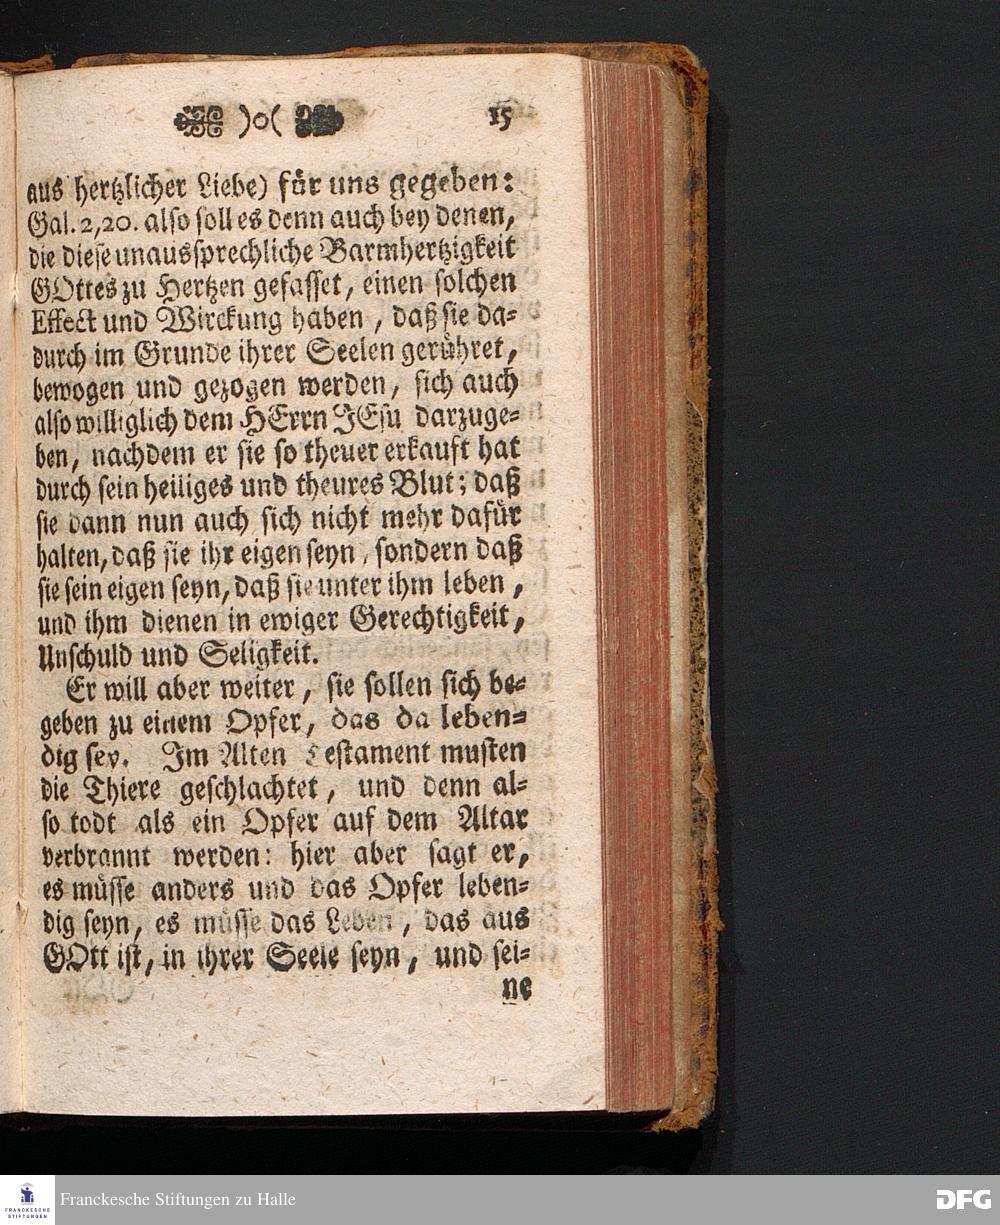 )o( 15
aus hertzlicher Liebe) für uns gegeben:
Gal. 2,20. also soll es denn auch bey denen,
die diese unaussprechliche Barmhertzigkeit
GOttes zu Hertzen gefasset, einen solchen
Effect und Wirckung haben, daß sie da-
durch im Grunde ihrer Seelen gerühret,
bewogen und gezogen werden, sich auch
also williglich dem HErrn JEsu darzuge-
ben, nachdem er sie so theuer erkauft hat
durch sein heiliges und theures Blut; daß
sie dann nun auch sich nicht mehr dafür
halten, daß sie ihr eigen seyn, sondern daß
sie sein eigen seyn, daß sie unter ihm leben,
und ihm dienen in ewiger Gerechtigkeit,
Unschuld und Seligkeit.
Er will aber weiter, sie sollen sich be-
geben zu einem Opfer, das da leben-
dig sey. Im Alten Testament musten
die Thiere geschlachtet, und denn al-
so todt als ein Opfer auf dem Altar
verbrannt werden: hier aber sagt er,
es müsse anders und das Opfer leben-
dig seyn, es müsse das Leben, das aus
GOtt ist, in ihrer Seele seyn, und sei-
ne
FRANCKESCHE
STIFTUNGEN
Franckesche Stiftungen zu Halle
DFG